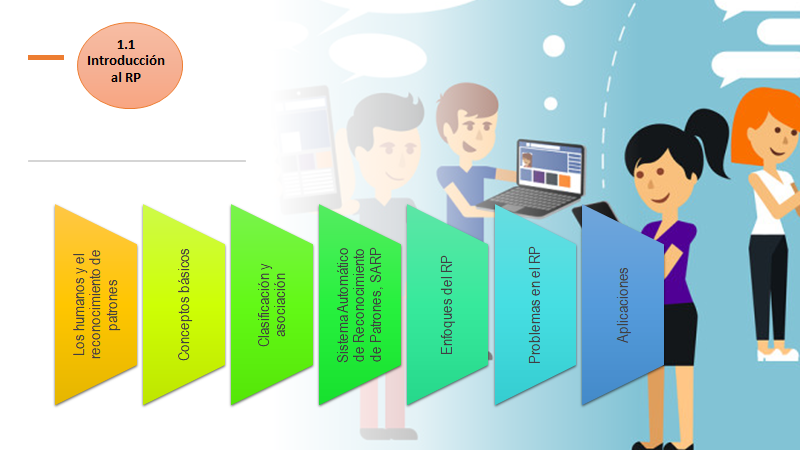 1.1
Introducción
al RP
Los humanos y el
reconocimiento de
patrones
Conceptos básicos
Clasificación y
asociación
Sistema Automático
de Reconocimiento
de Patrones, SARP
Enfoques del RP
Problemas en el RP
Aplicaciones